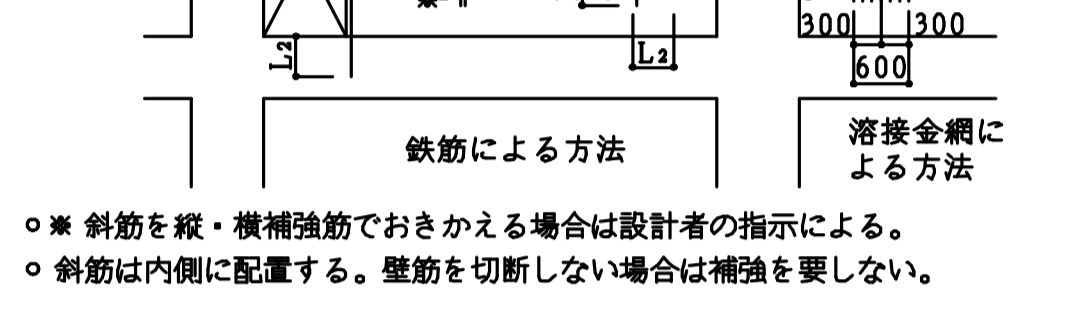 300 300
L2
L2
600
鉄筋による方法
溶接金網に
よる方法
○※ 斜筋を縦・横補強筋でおきかえる場合は設計者の指示による。
○ 斜筋は内側に配置する。壁筋を切断しない場合は補強を要しない。